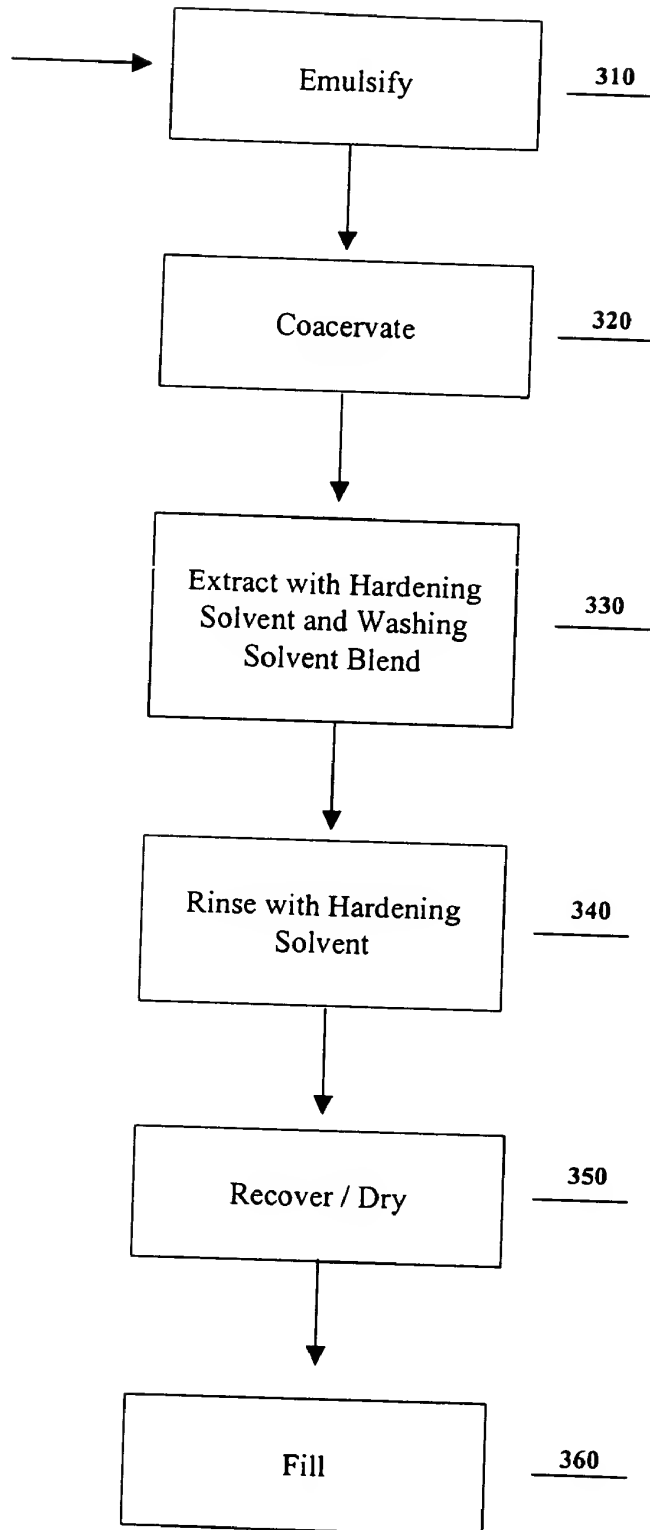 Emulsify
310
Coacervate
320
Extract with Hardening
Solvent and Washing
Solvent Blend
330
Rinse with Hardening
Solvent
340
Recover / Dry
350
Fill
360